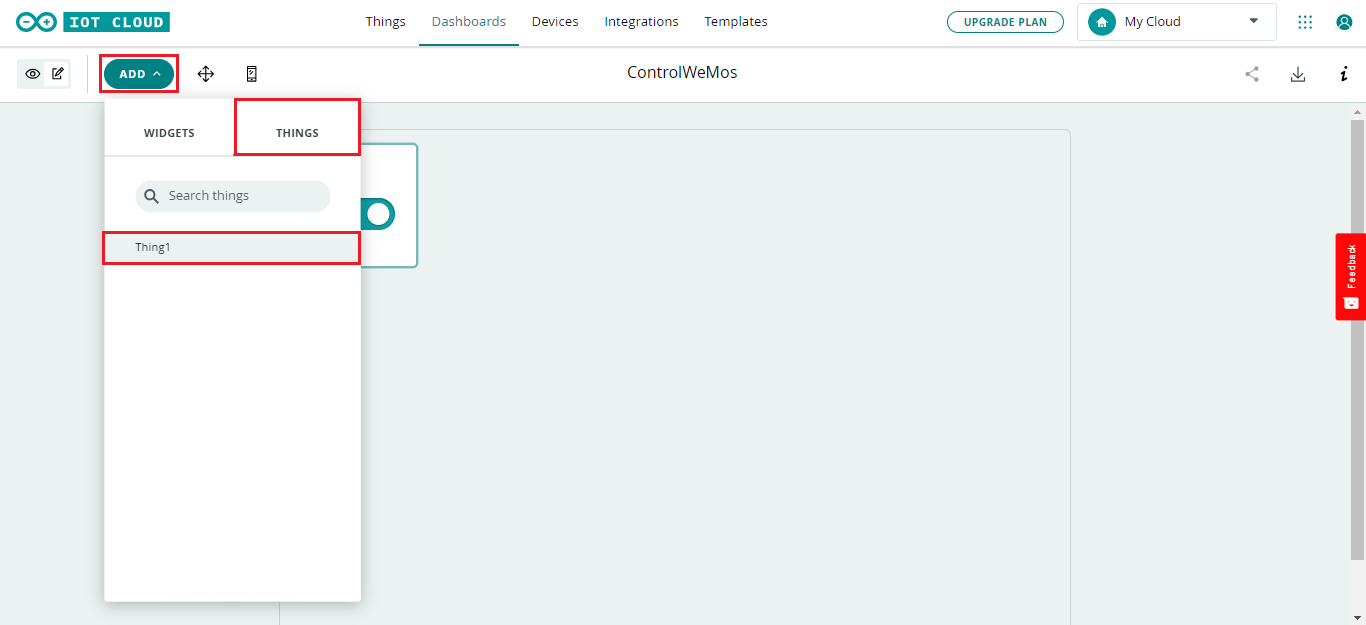 IOT CLOUD
Things Dashboards Devices Integrations Templates
UPGRADE PLAN
My Cloud
ADD
ControlWeMos
i
WIDGETS THINGS
Search things
Thing1
Feedback